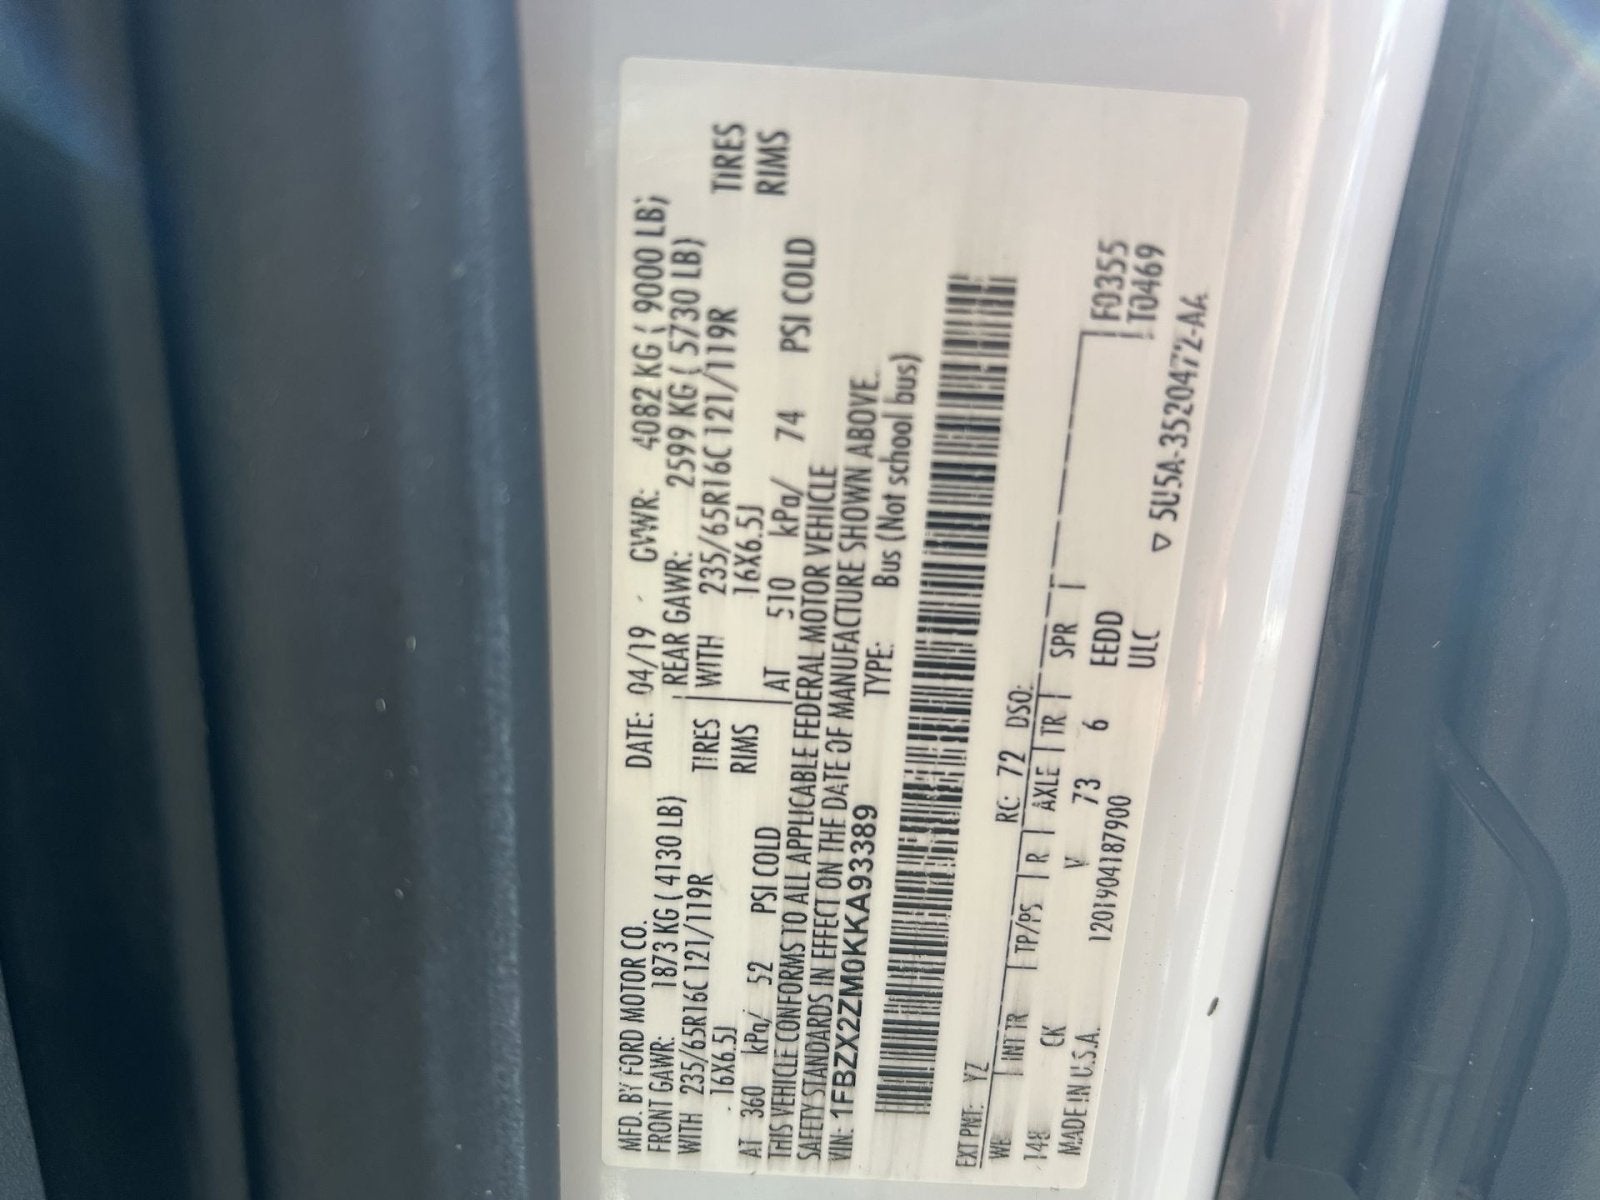 MFD. BY FORD MOTOR CO. DATE: 04/19 GVWR: 4082 KG ( 9000 LB)
FRONT GAWR: 1873 KG ( 4130 LB) REAR GAWR: 2599 KG ( 5730 LB)
WITH 235/65R16C 121/119R TIRES WITH 235/65R16C 121/119R TIRES
16X6.5J RIMS 16X6.5J RIMS
AT 360 kPa/ 52 PSI COLD AT 510 kPa/ 74 PSI COLD
THIS VEHICLE CONFORMS TO ALL APPLICABLE FEDERAL MOTOR VEHICLE
SAFETY STANDARDS IN EFFECT ON THE DATE OF MANUFACTURE SHOWN ABOVE.
VIN: 1FBZX2ZM0KKA93389 TYPE: Bus (Not school bus)
EXT PNT: YZ RC: 72 DSO:
WB INT TR TP/PS R AXLE TR SPR F0355
148 CK V 73 6 EEDD T0469
MADE IN U.S.A. 1201904187900 ULC
▽ 5U5A-3520472-AA